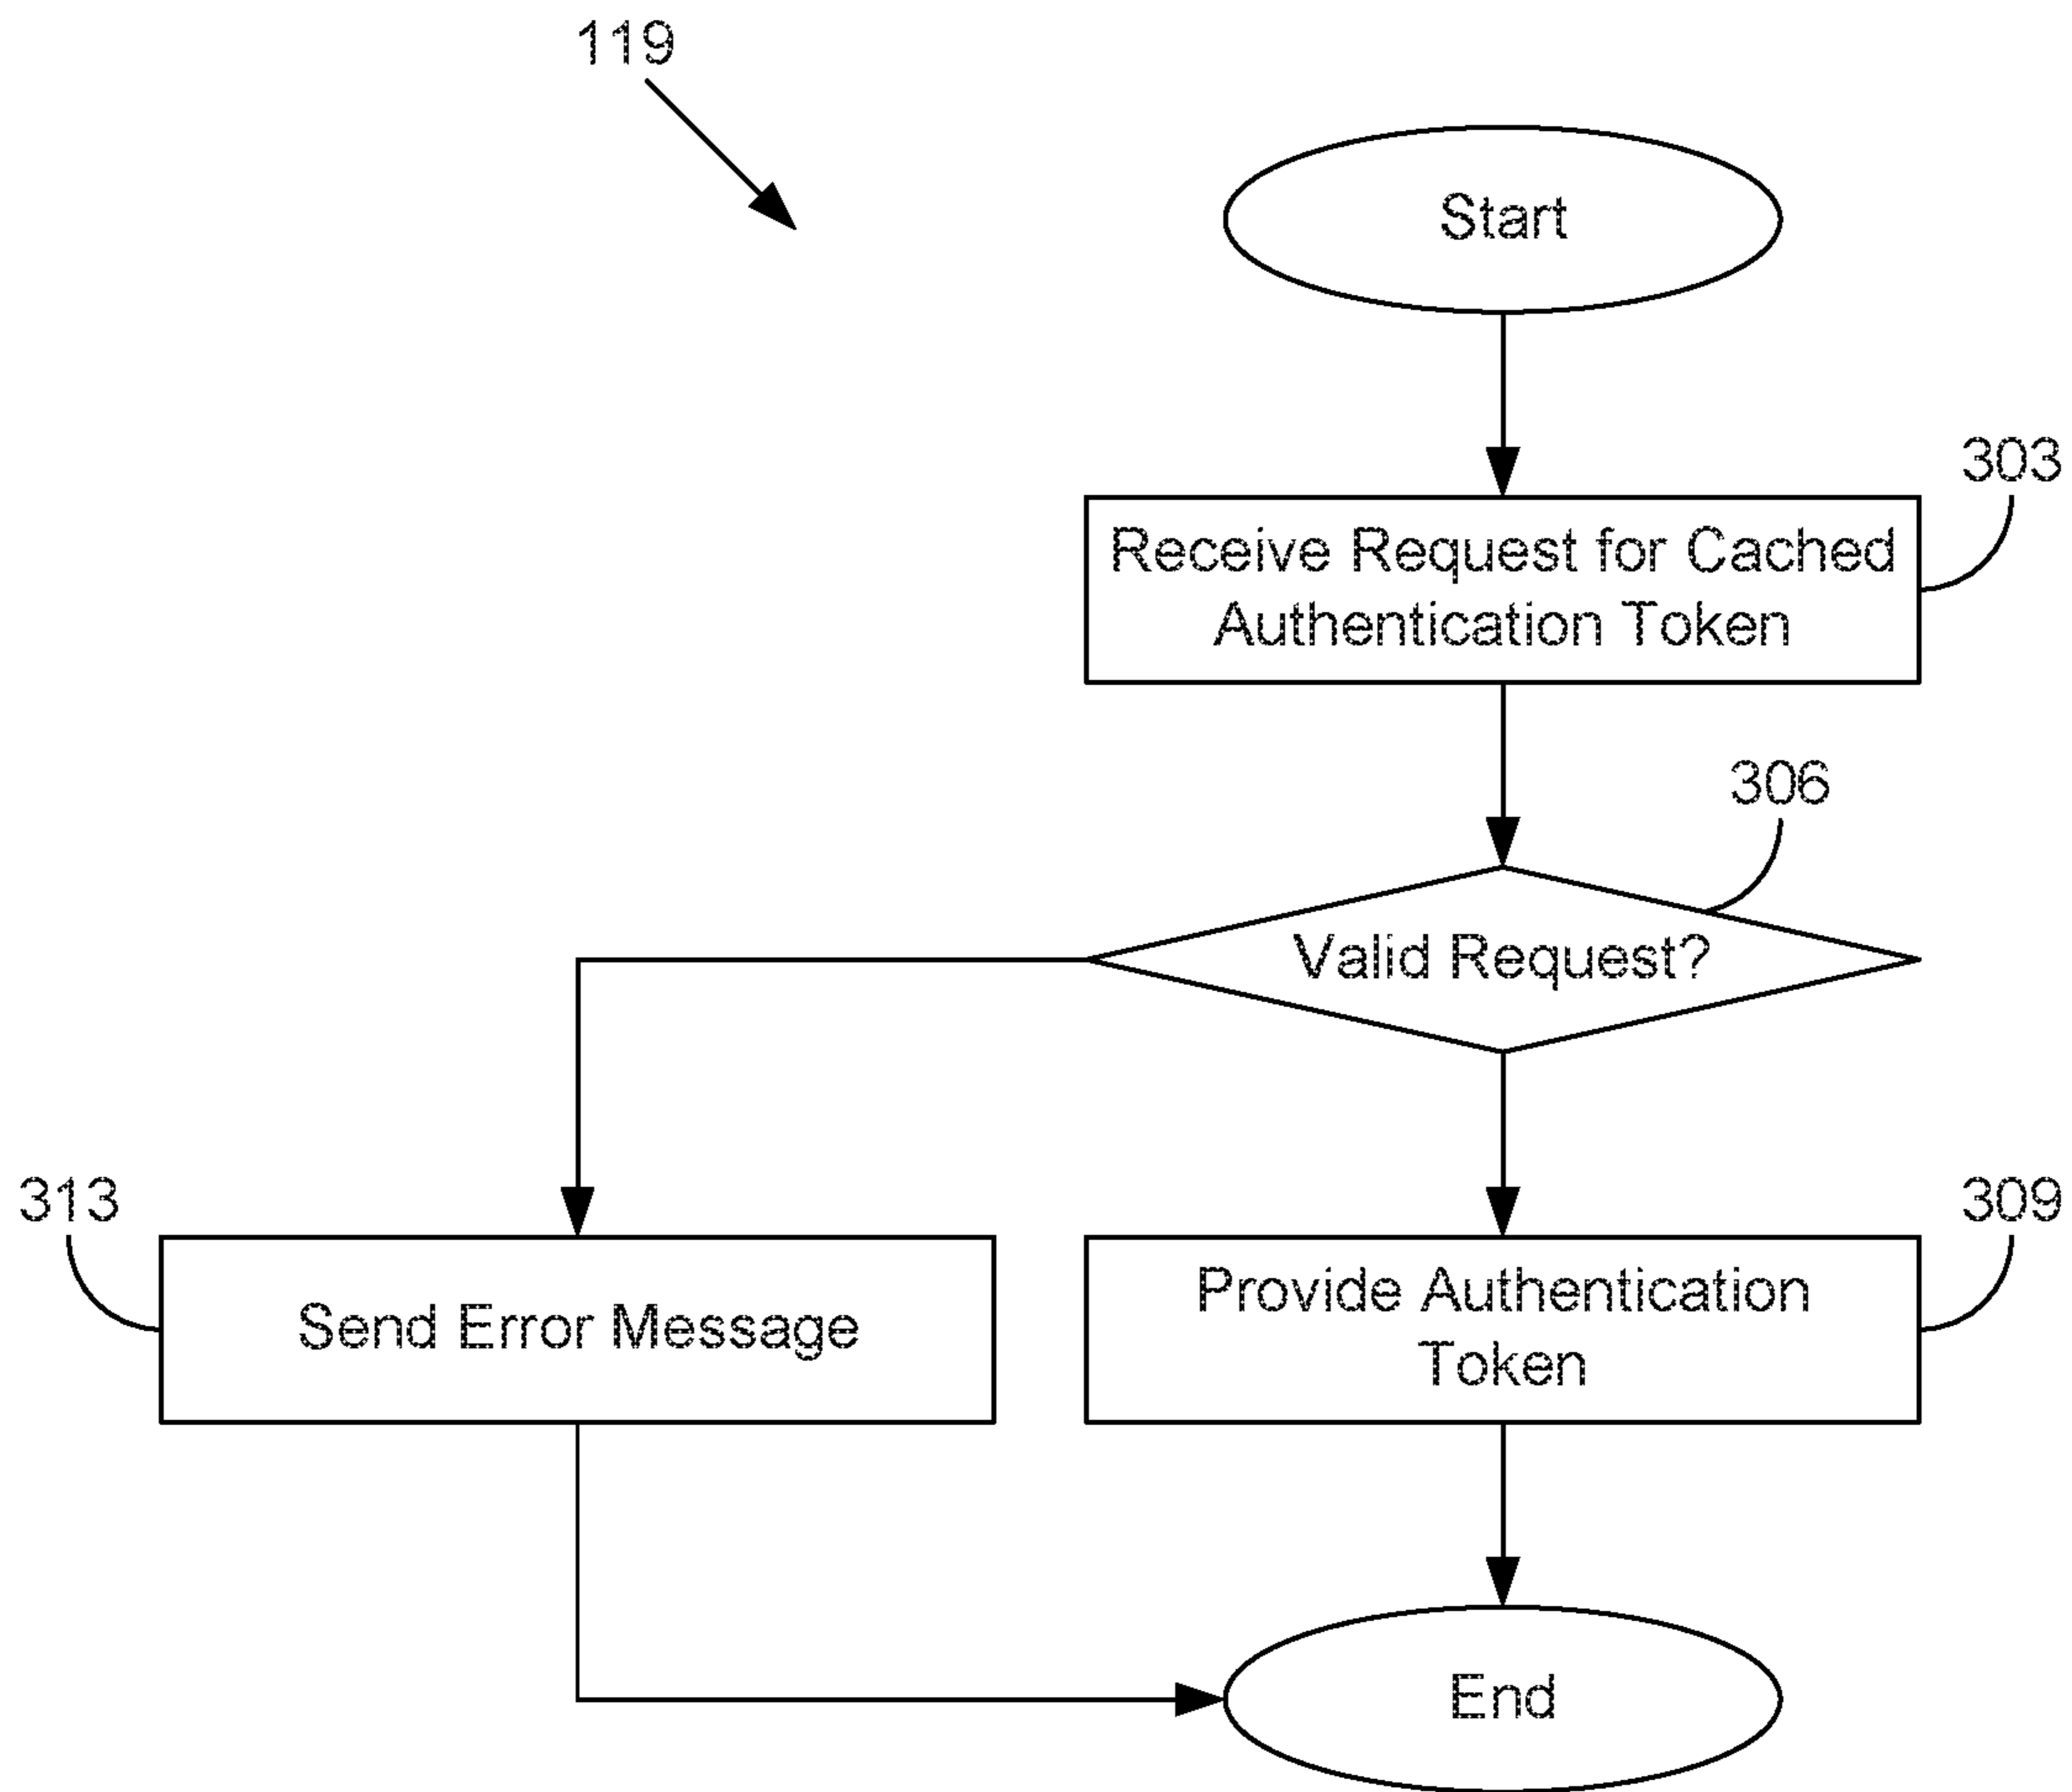 119
Start
303
Receive Request for Cached
Authentication Token
306
Valid Request?
313
309
Send Error Message
Provide Authentication
Token
End